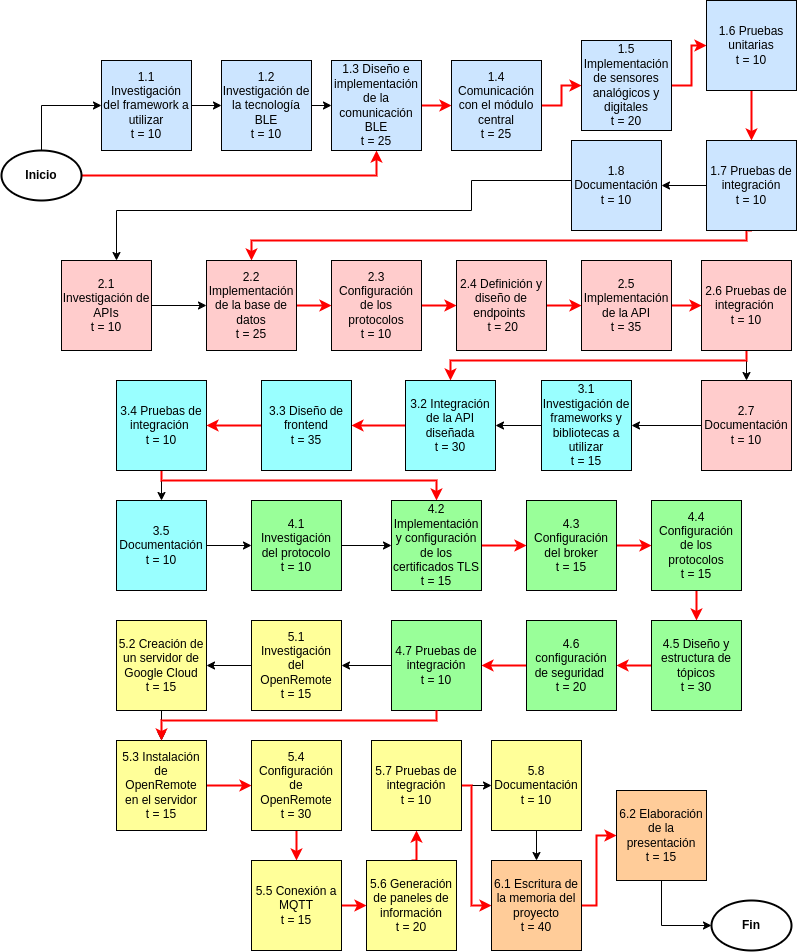 1.6 Pruebas
unitarias
t = 10
1.5
Implementación
de sensores
analógicos y
digitales
t = 20
1.1
Investigación
del framework a
utilizar
t = 10
1.2
Investigación de
la tecnología
BLE
t = 10
1.3 Diseño e
implementación
de la
comunicación
BLE
t = 25
1.4
Comunicación
con el módulo
central
t = 25
Inicio
1.8
Documentación
t = 10
1.7 Pruebas de
integración
t = 10
2.1
Investigación de
APIs
t = 10
2.2
Implementación
de la base de
datos
t = 25
2.3
Configuración
de los
protocolos
t = 10
2.4 Definición y
diseño de
endpoints
t = 20
2.5
Implementación
de la API
t = 35
2.6 Pruebas de
integración
t = 10
3.4 Pruebas de
integración
t = 10
3.3 Diseño de
frontend
t = 35
3.2 Integración
de la API
diseñada
t = 30
3.1
Investigación de
frameworks y
bibliotecas a
utilizar
t = 15
2.7
Documentación
t = 10
3.5
Documentación
t = 10
4.1
Investigación
del protocolo
t = 10
4.2
Implementación
y configuración
de los
certificados TLS
t = 15
4.3
Configuración
del broker
t = 15
4.4
Configuración
de los
protocolos
t = 15
5.2 Creación de
un servidor de
Google Cloud
t = 15
5.1
Investigación
del
OpenRemote
t = 15
4.7 Pruebas de
integración
t = 10
4.6
configuración
de seguridad
t = 20
4.5 Diseño y
estructura de
tópicos
t = 30
5.3 Instalación
de
OpenRemote
en el servidor
t = 15
5.4
Configuración
de
OpenRemote
t = 30
5.7 Pruebas de
integración
t = 10
5.8
Documentación
t = 10
6.2 Elaboración
de la
presentación
t = 15
5.5 Conexión a
MQTT
t = 15
5.6 Generación
de paneles de
información
t = 20
6.1 Escritura de
la memoria del
proyecto
t = 40
Fin